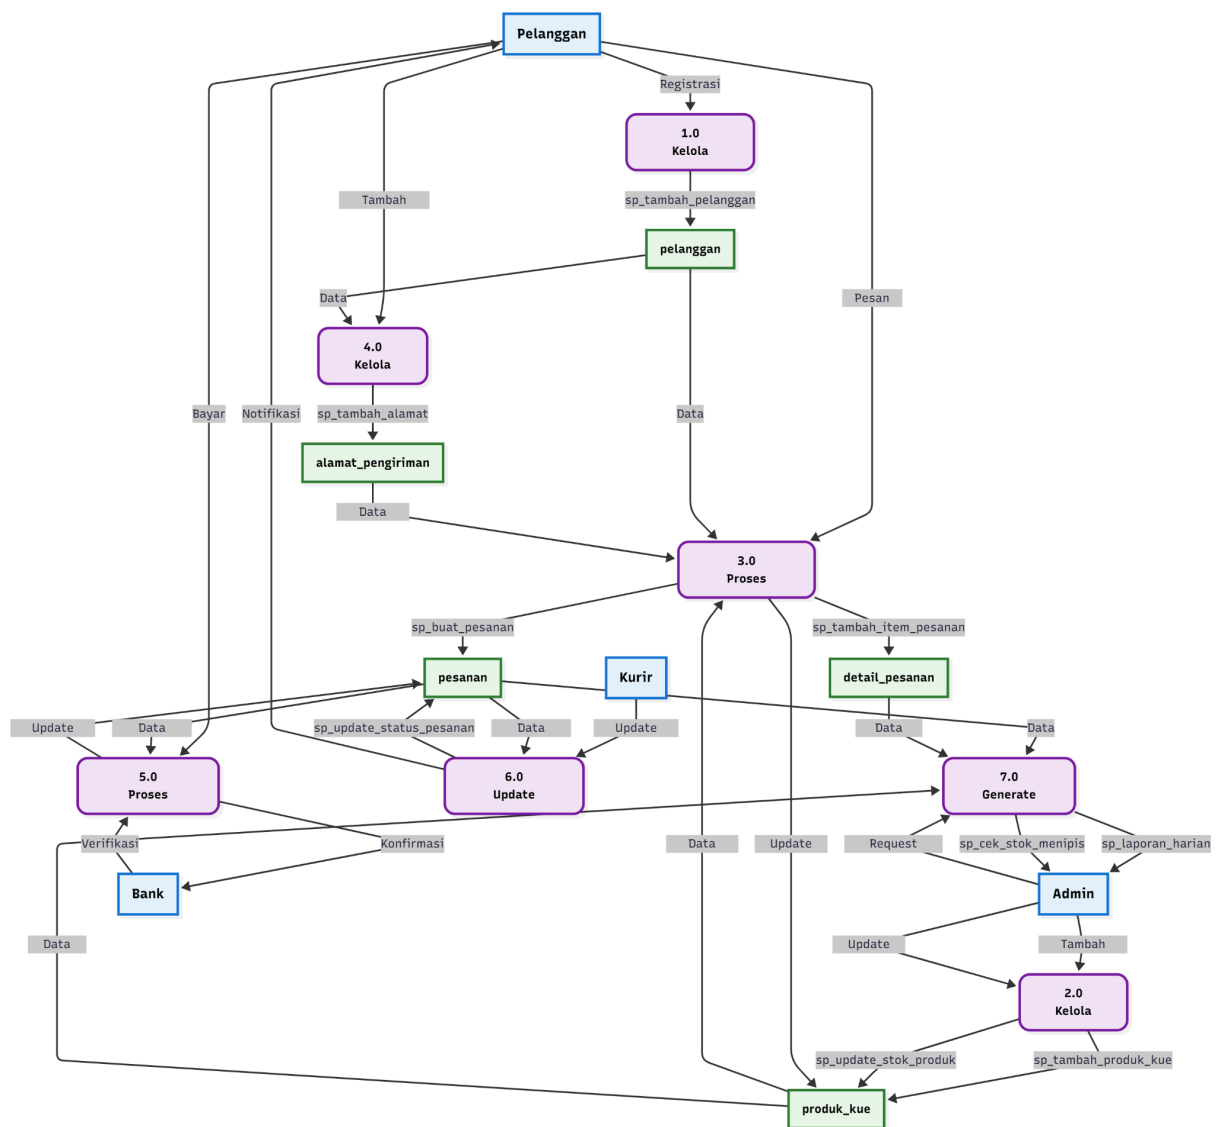 Pelanggan
Registrasi
1.0
Kelola
Tambah
sp_tambah_pelanggan
pelanggan
Data
Pesan
4.0
Kelola
Bayar
Notifikasi
sp_tambah_alamat
Data
alamat_pengiriman
Data
3.0
Proses
sp_buat_pesanan
sp_tambah_item_pesanan
pesanan
Kurir
detail_pesanan
Update
Data
sp_update_status_pesanan
Data
Update
Data
Data
5.0
Proses
6.0
Update
7.0
Generate
Verifikasi
Konfirmasi
Data
Update
Request
sp_cek_stok_menipis
sp_laporan_harian
Bank
Admin
Data
Update
Tambah
2.0
Kelola
sp_update_stok_produk
sp_tambah_produk_kue
produk_kue